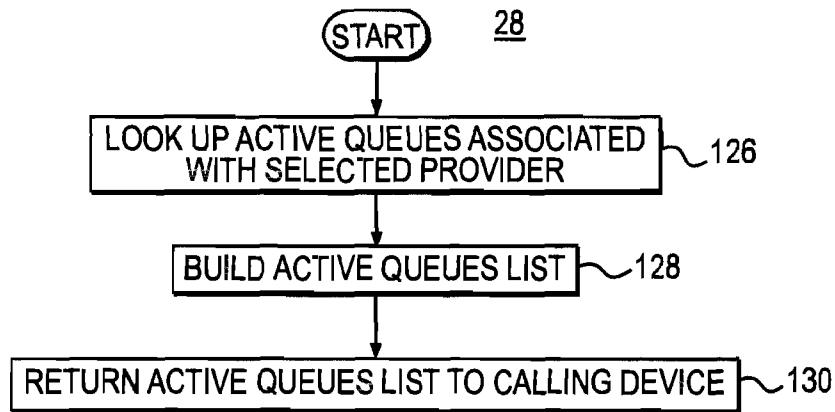 START
28
LOOK UP ACTIVE QUEUES ASSOCIATED
WITH SELECTED PROVIDER
126
BUILD ACTIVE QUEUES LIST
128
RETURN ACTIVE QUEUES LIST TO CALLING DEVICE
130